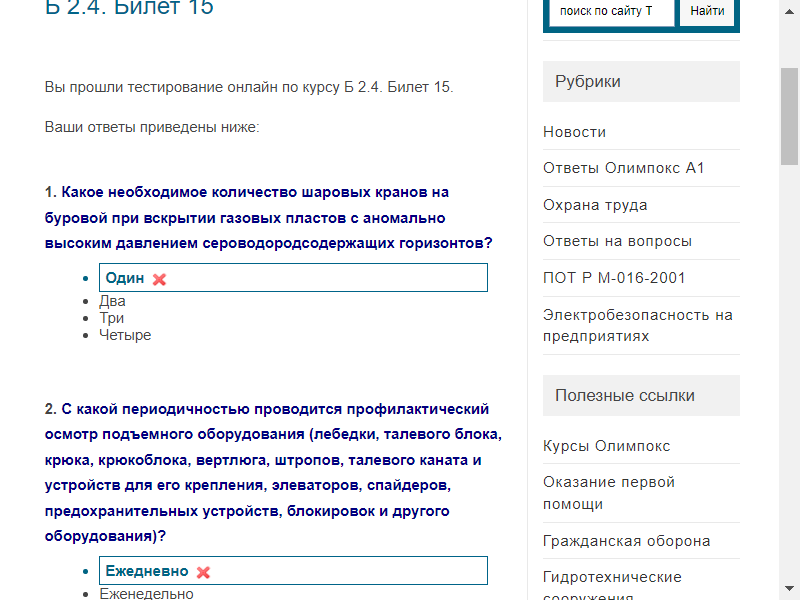 Б 2.4. Билет 15
Вы прошли тестирование онлайн по курсу Б 2.4. Билет 15.
Ваши ответы приведены ниже:
1. Какое необходимое количество шаровых кранов на
буровой при вскрытии газовых пластов с аномально
высоким давлением сероводородсодержащих горизонтов?
Один
Два
Три
Четыре
2. С какой периодичностью проводится профилактический
осмотр подъемного оборудования (лебедки, талевого блока,
крюка, крюкоблока, вертлюга, штропов, талевого каната и
устройств для его крепления, элеваторов, спайдеров,
предохранительных устройств, блокировок и другого
оборудования)?
Ежедневно
Еженедельно
поиск по сайту Т
Найти
Рубрики
Новости
Ответы Олимпокс А1
Охрана труда
Ответы на вопросы
ПОТ Р М-016-2001
Электробезопасность на
предприятиях
Полезные ссылки
Курсы Олимпокс
Оказание первой
помощи
Гражданская оборона
Гидротехнические
сооружения